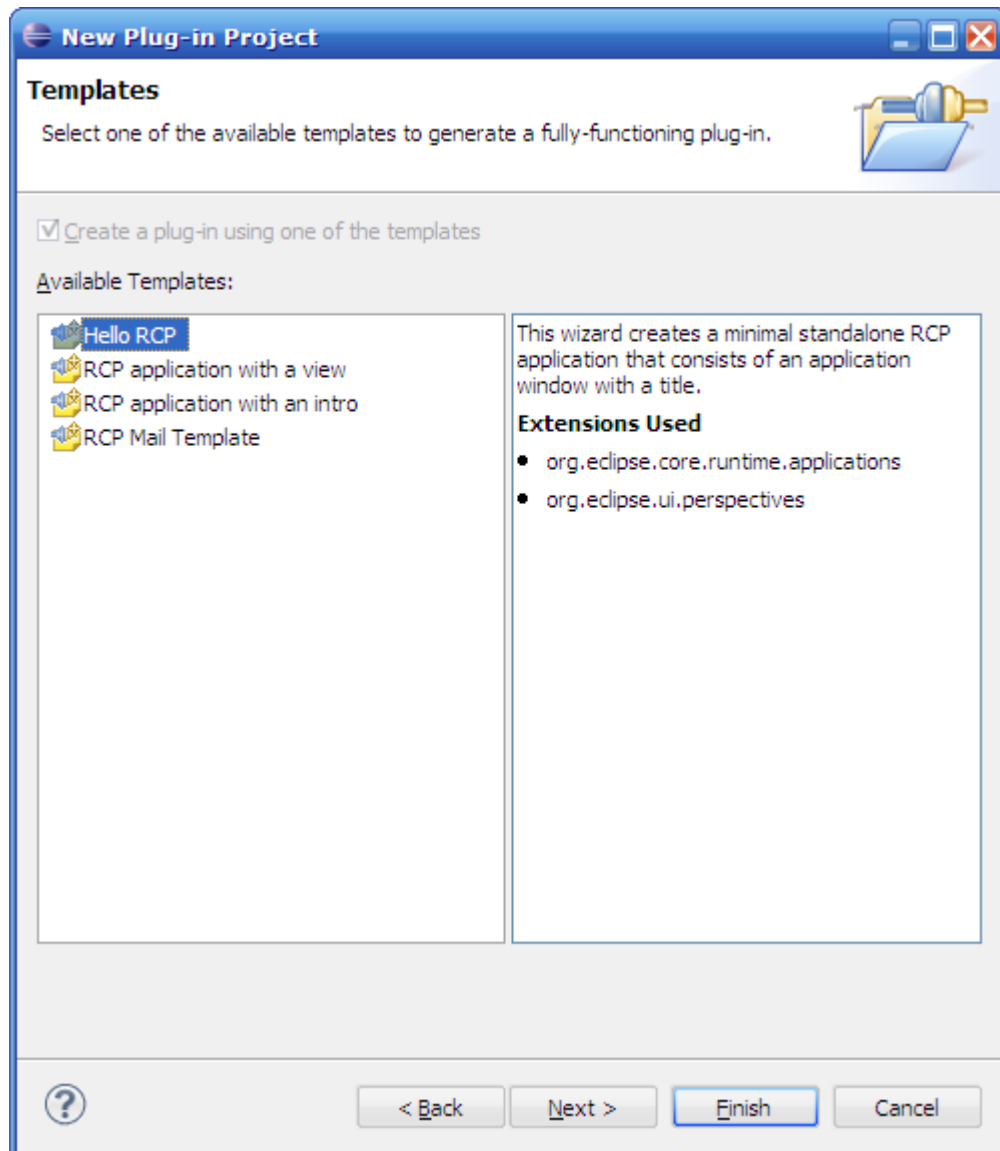 New Plug-in Project
Templates
Select one of the available templates to generate a fully-functioning plug-in.
Create a plug-in using one of the templates
Available Templates:
Hello RCP
RCP application with a view
RCP application with an intro
RCP Mail Template
This wizard creates a minimal standalone RCP
application that consists of an application
window with a title.
Extensions Used
• org.eclipse.core.runtime.applications
• org.eclipse.ui.perspectives
?
< Back
Next >
Finish
Cancel